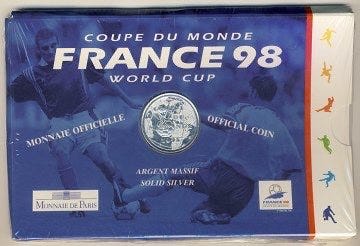 COUPE DU MONDE
FRANCE 98
WORLD CUP
MONNAIE OFFICIELLE
OFFICIAL COIN
ARGENT MASSIF
SOLID SILVER
MONNAIE DE PARIS
FRANCE 98